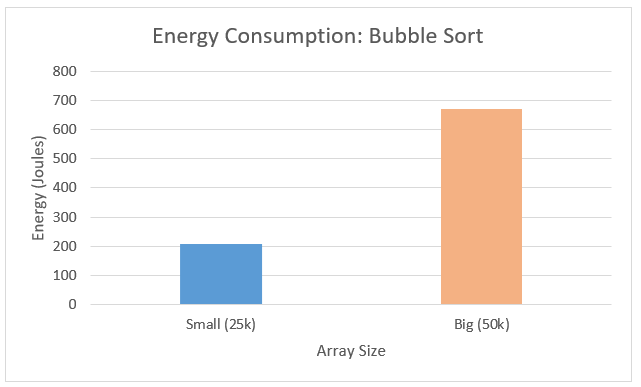 Energy Consumption: Bubble Sort
800
700
600
500
400
300
200
100
0
Energy (Joules)
Small (25k) Big (50k)
Array Size